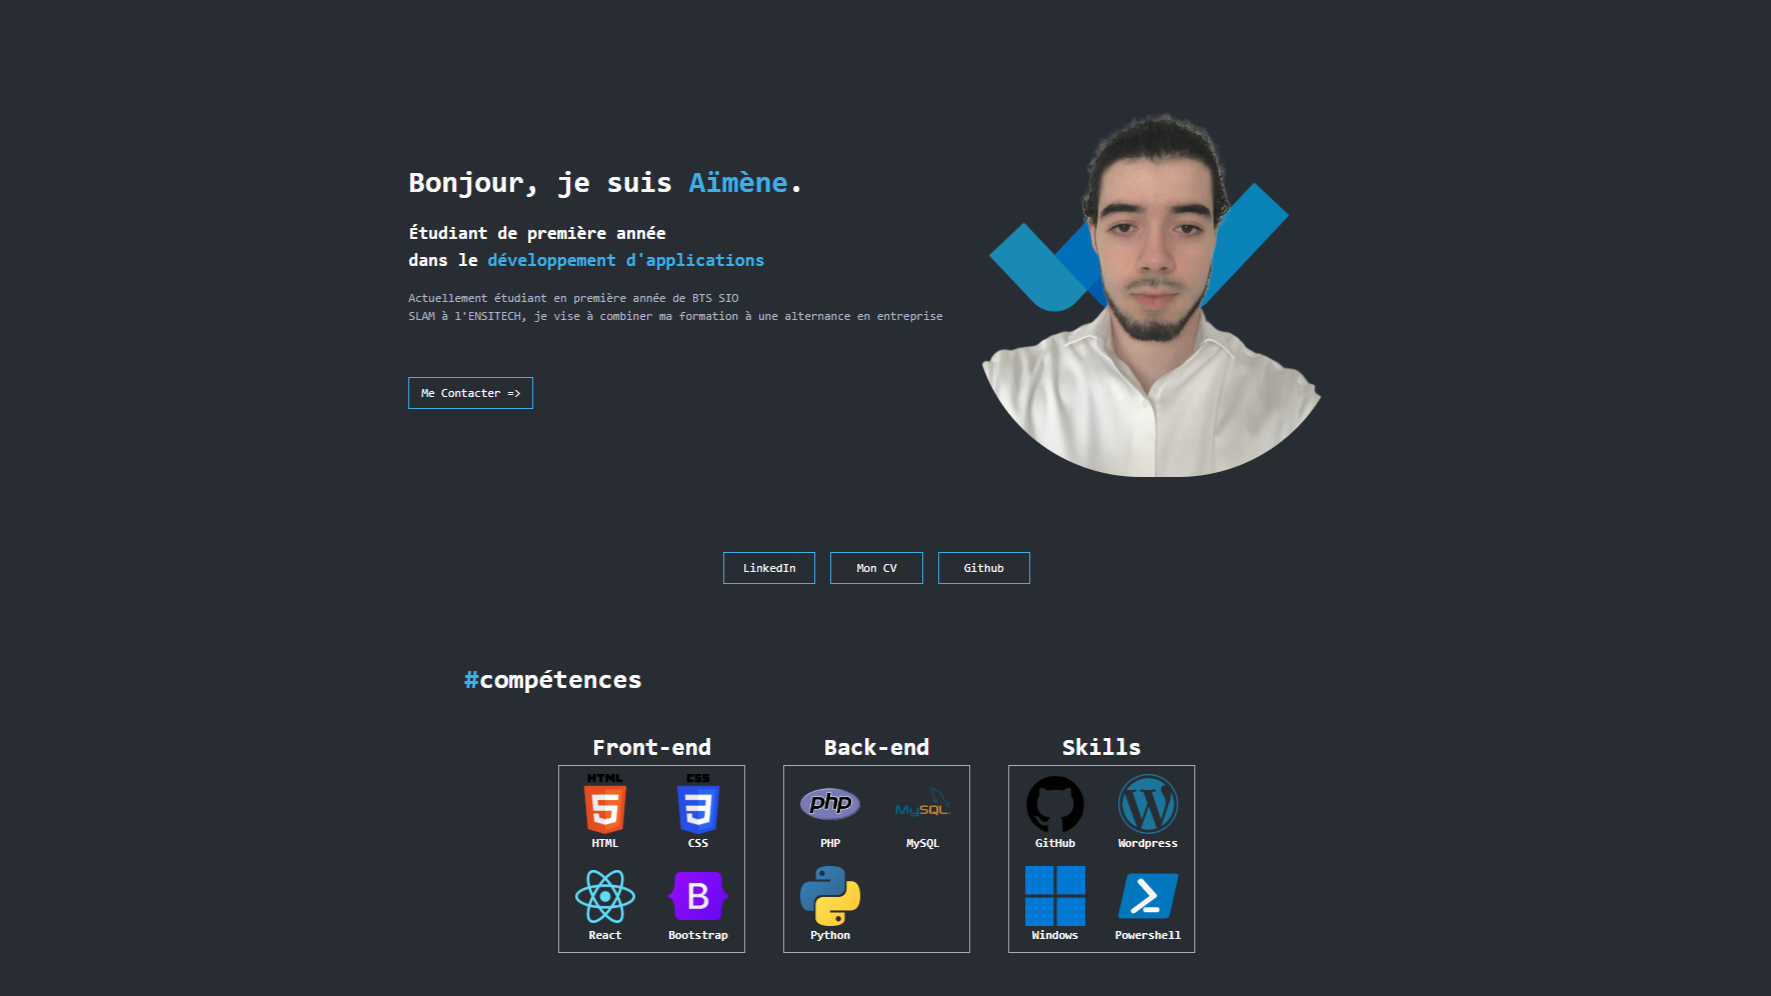 Bonjour, je suis Aïmène.
Étudiant de première année
dans le développement d'applications
Actuellement étudiant en première année de BTS SIO
SLAM à l'ENSITECH, je vise à combiner ma formation à une alternance en entreprise
Me Contacter =>
LinkedIn
Mon CV
Github
#compétences
Front-end
HTML
5
HTML
CSS
3
CSS
React
B
Bootstrap
Back-end
php
PHP
MySQL
MySQL
Python
Skills
GitHub
W
Wordpress
Windows
Powershell